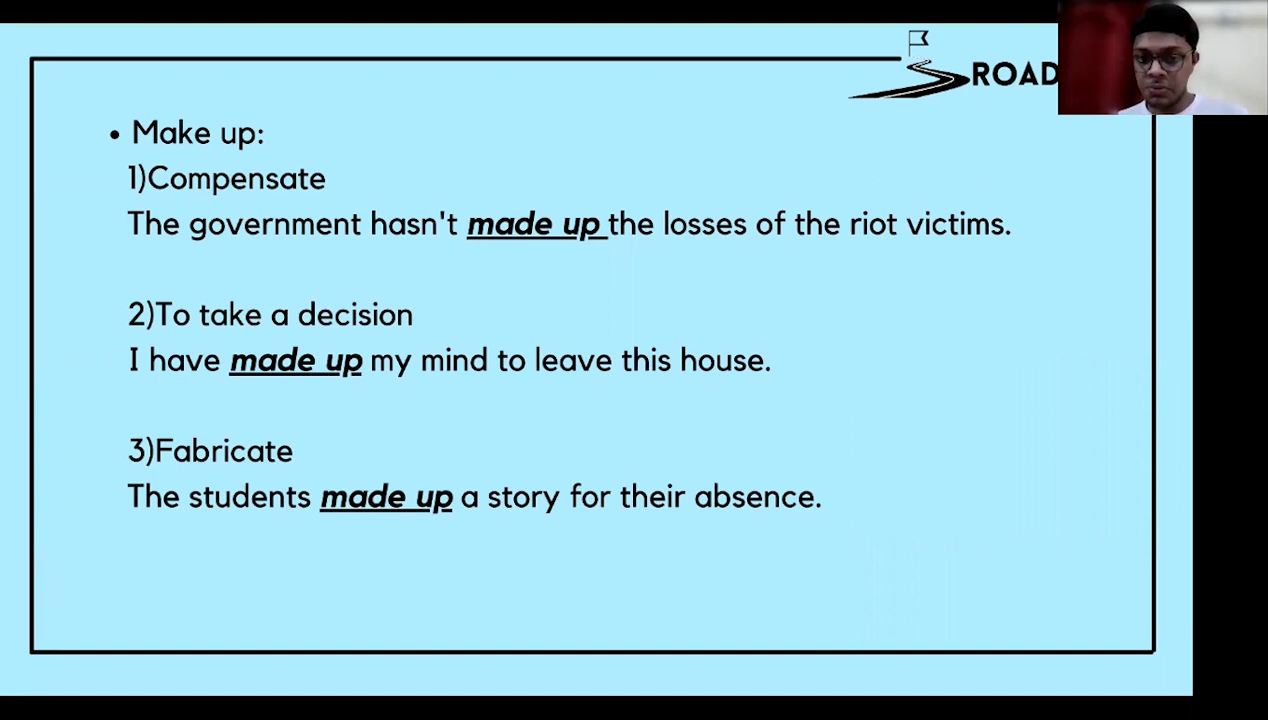 ROAD
• Make up:
1)Compensate
The government hasn't made up the losses of the riot victims.
2)To take a decision
I have made up my mind to leave this house.
3)Fabricate
The students made up a story for their absence.